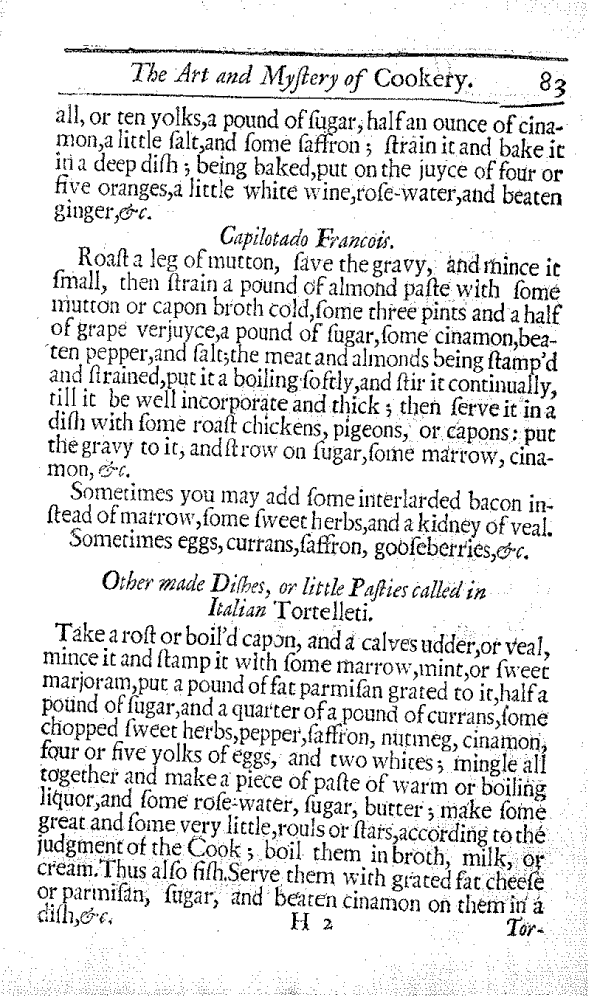 The Art and Myſtery of Cookery. 83
all, or ten yolks,a pound of ſugar, half an ounce of cina-
mon,a little ſalt,and ſome ſaffron ; ſtrain it and bake it
in a deep diſh ; being baked,put on the juyce of four or
five oranges,a little white wine,roſe-water,and beaten
ginger,&c.
Capilotado Francois.
Roaſt a leg of mutton, ſave the gravy, and mince it
ſmall, then ſtrain a pound of almond paſte with ſome
mutton or capon broth cold,ſome three pints and a half
of grape verjuyce,a pound of ſugar,ſome cinamon,bea-
ten pepper,and ſalt;the meat and almonds being ſtamp'd
and ſtrained,put it a boiling ſoftly,and ſtir it continually,
till it be well incorporate and thick ; then ſerve it in a
diſh with ſome roaſt chickens, pigeons, or capons : put
the gravy to it, and ſtrow on ſugar,ſome marrow, cina-
mon, &c.
Sometimes you may add ſome interlarded bacon in-
ſtead of marrow,ſome ſweet herbs,and a kidney of veal.
Sometimes eggs, currans,ſaffron, gooſeberries,&c.
Other made Diſhes, or little Paſties called in
Italian Tortelleti.
Take a roſt or boil'd capon, and a calves udder,or veal,
mince it and ſtamp it with ſome marrow,mint,or ſweet
marjoram,put a pound of fat parmiſan grated to it,half a
pound of ſugar,and a quarter of a pound of currans,ſome
chopped ſweet herbs,pepper,ſaffron, nutmeg, cinamon,
four or five yolks of eggs, and two whites ; mingle all
together and make a piece of paſte of warm or boiling
liquor,and ſome roſe-water, ſugar, butter ; make ſome
great and ſome very little,rouls or ſtars,according to the
judgment of the Cook ; boil them in broth, milk, or
cream.Thus alſo fiſh.Serve them with grated fat cheeſe
or parmiſan, ſugar, and beaten cinamon on them in a
diſh,&c. H 2 Tor-